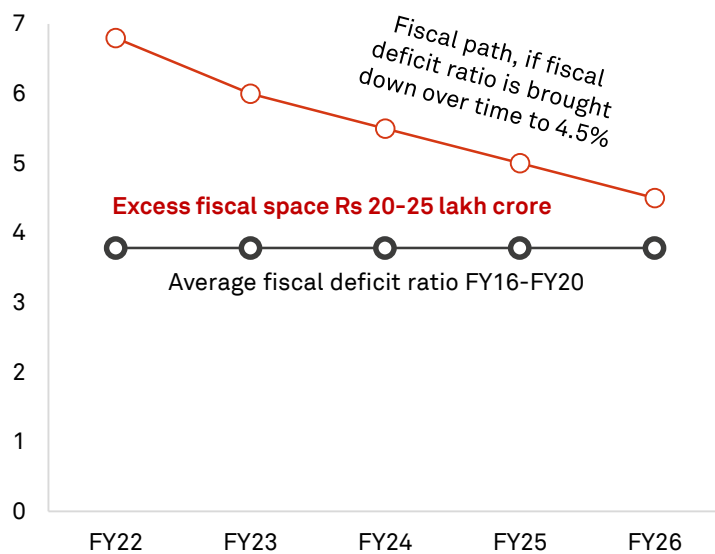 7
6
5
4
3
2
1
0
Fiscal path, if fiscal
deficit ratio is brought
down over time to 4.5%
Excess fiscal space Rs 20-25 lakh crore
Average fiscal deficit ratio FY16-FY20
FY22 FY23 FY24 FY25 FY26